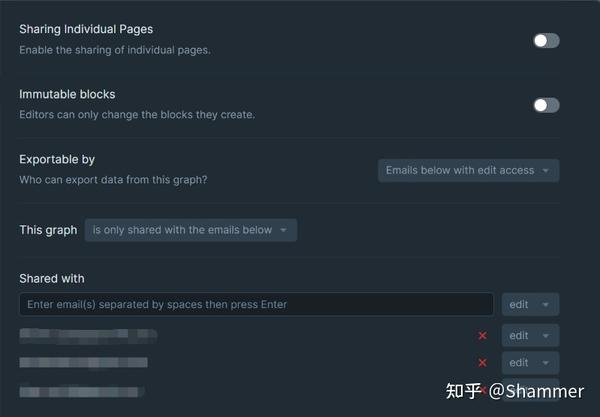 Sharing Individual Pages
Enable the sharing of individual pages.
Immutable blocks
Editors can only change the blocks they create.
Exportable by
Who can export data from this graph?
Emails below with edit access
This graph is only shared with the emails below
Shared with
Enter email(s) separated by spaces then press Enter edit
edit
edit
知乎 @Shammer